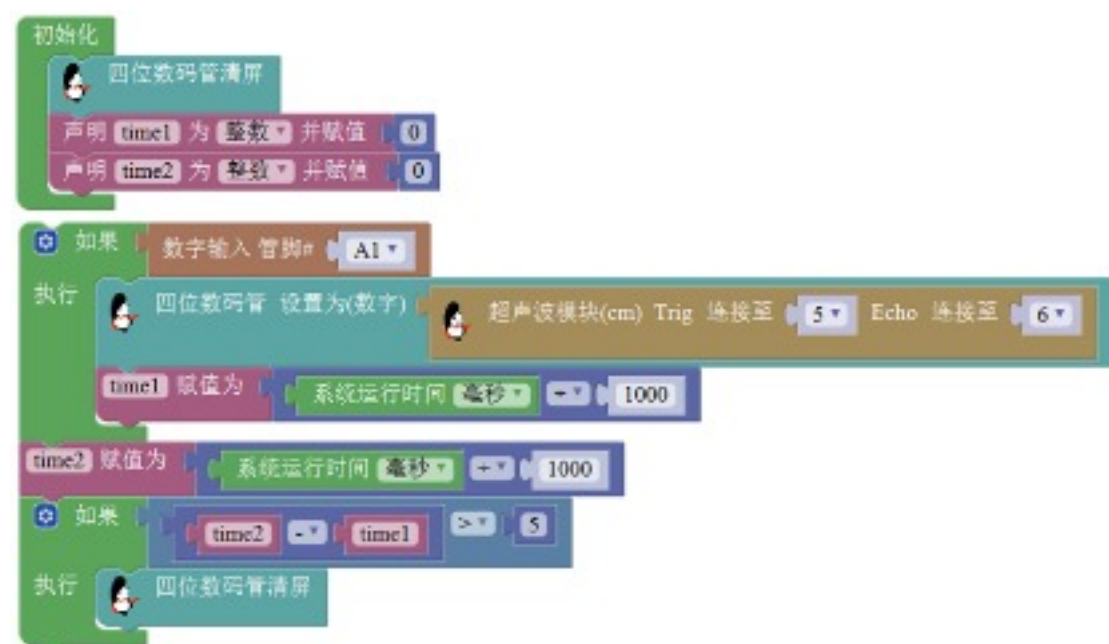 初始化
四位数码管清屏
声明 time1 为 整数 并赋值 0
声明 time2 为 整数 并赋值 0
如果 数字输入 管脚# A1
执行 四位数码管 设置为(数字) 超声波模块(cm) Trig 连接至 5 Echo 连接至 6
time1 赋值为 系统运行时间 毫秒 ÷ 1000
time2 赋值为 系统运行时间 毫秒 ÷ 1000
如果 time2 - time1 > 5
执行 四位数码管清屏